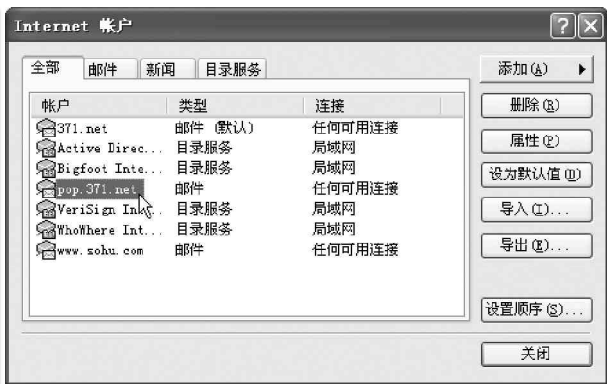 Internet 帐户
全部 邮件 新闻 目录服务
帐户 类型 连接
371.net 邮件 (默认) 任何可用连接
Active Direc... 目录服务 局域网
Bigfoot Inte... 目录服务 局域网
pop.371.net 邮件 任何可用连接
VeriSign In... 目录服务 局域网
WhoWhere Int... 目录服务 局域网
www.sohu.com 邮件 任何可用连接
添加(A)
删除(R)
属性(P)
设为默认值(D)
导入(I)...
导出(E)...
设置顺序(S)...
关闭